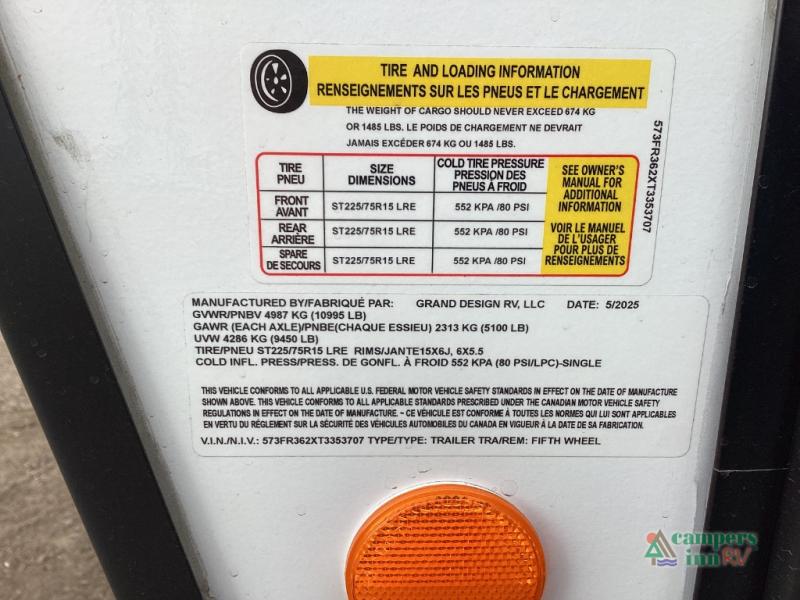 TIRE AND LOADING INFORMATION
RENSEIGNEMENTS SUR LES PNEUS ET LE CHARGEMENT
THE WEIGHT OF CARGO SHOULD NEVER EXCEED 674 KG
OR 1485 LBS. LE POIDS DE CHARGEMENT NE DEVRAIT
JAMAIS EXCÉDER 674 KG OU 1485 LBS.
TIRE
PNEU
SIZE
DIMENSIONS
COLD TIRE PRESSURE
PRESSION DES
PNEUS À FROID
FRONT
AVANT
ST225/75R15 LRE
552 KPA /80 PSI
REAR
ARRIÈRE
ST225/75R15 LRE
552 KPA /80 PSI
SPARE
DE SECOURS
ST225/75R15 LRE
552 KPA /80 PSI
SEE OWNER'S
MANUAL FOR
ADDITIONAL
INFORMATION
VOIR LE MANUEL
DE L'USAGER
POUR PLUS DE
RENSEIGNEMENTS
573FR362XT3353707
MANUFACTURED BY/FABRIQUÉ PAR: GRAND DESIGN RV, LLC DATE: 5/2025
GVWR/PNBV 4987 KG (10995 LB)
GAWR (EACH AXLE)/PNBE(CHAQUE ESSIEU) 2313 KG (5100 LB)
UVW 4286 KG (9450 LB)
TIRE/PNEU ST225/75R15 LRE RIMS/JANTE15X6J, 6X5.5
COLD INFL. PRESS/PRESS. DE GONFL. À FROID 552 KPA (80 PSI/LPC)-SINGLE
THIS VEHICLE CONFORMS TO ALL APPLICABLE U.S. FEDERAL MOTOR VEHICLE SAFETY STANDARDS IN EFFECT ON THE DATE OF MANUFACTURE
SHOWN ABOVE. THIS VEHICLE CONFORMS TO ALL APPLICABLE STANDARDS PRESCRIBED UNDER THE CANADIAN MOTOR VEHICLE SAFETY
REGULATIONS IN EFFECT ON THE DATE OF MANUFACTURE. - CE VÉHICULE EST CONFORME À TOUTES LES NORMES QUI LUI SONT APPLICABLES
EN VERTU DU RÉGLEMENT SUR LA SÉCURITÉ DES VÉHICULES AUTOMOBILES DU CANADA EN VIGUEUR À LA DATE DE SA FABRICATION.
V.I.N./N.I.V.: 573FR362XT3353707 TYPE/TYPE: TRAILER TRA/REM: FIFTH WHEEL
campers
inn RV